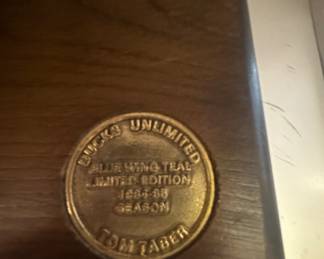 DUCKS UNLIMITED
BLUE WING TEAL
LIMITED EDITION
SEASON
TOM TABER